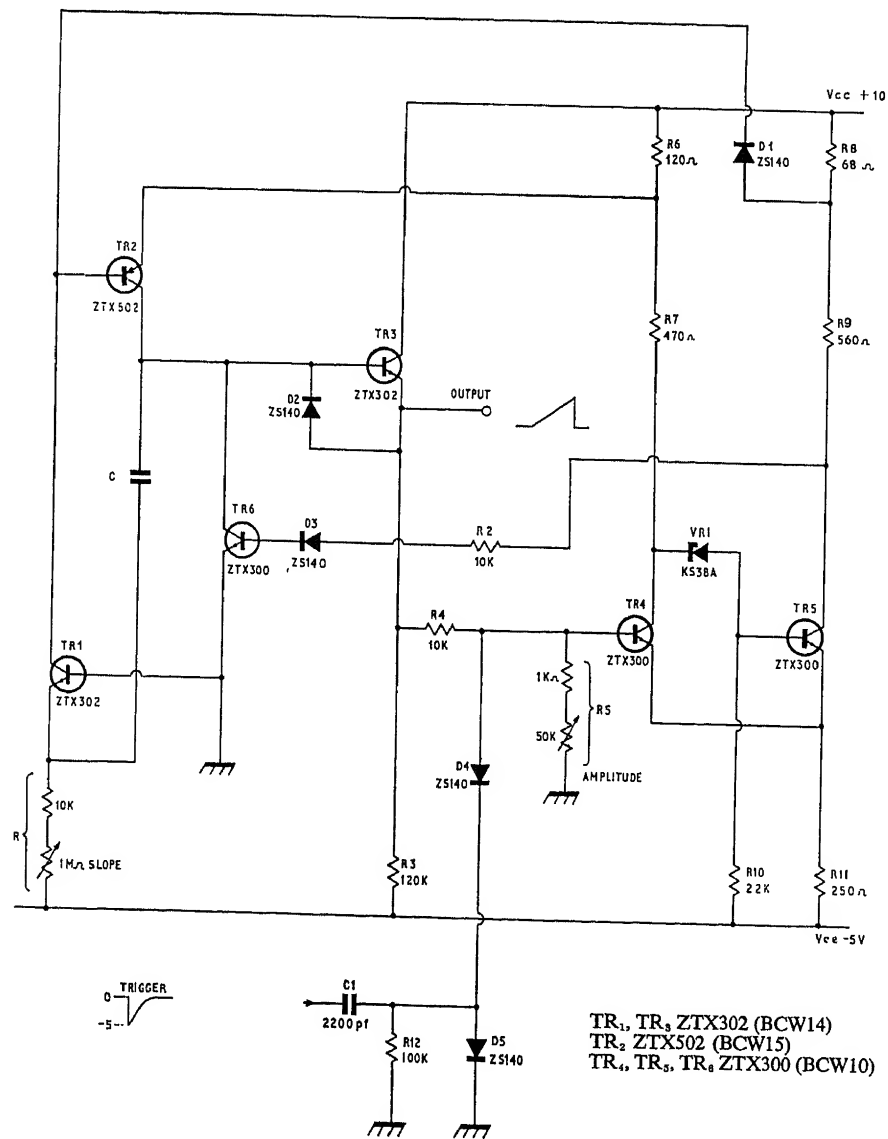 Vcc +10
R6
120Ω
D1
ZS140
R8
68 Ω
TR2
ZTX502
R7
470Ω
R9
560Ω
TR3
ZTX302
D2
ZS140
OUTPUT
C
TR6
ZTX300
D3
ZS140
R2
10K
VR1
KS38A
TR4
ZTX300
TR5
ZTX300
R4
10K
TR1
ZTX302
1KΩ
R5
50K
AMPLITUDE
D4
ZS140
R
10K
1MΩ SLOPE
R3
120K
R10
22K
R11
250Ω
Vee -5V
TRIGGER
0
-5
C1
2200pf
R12
100K
D5
ZS140
TR₁, TR₃ ZTX302 (BCW14)
TR₂ ZTX502 (BCW15)
TR₄, TR₅, TR₆ ZTX300 (BCW10)